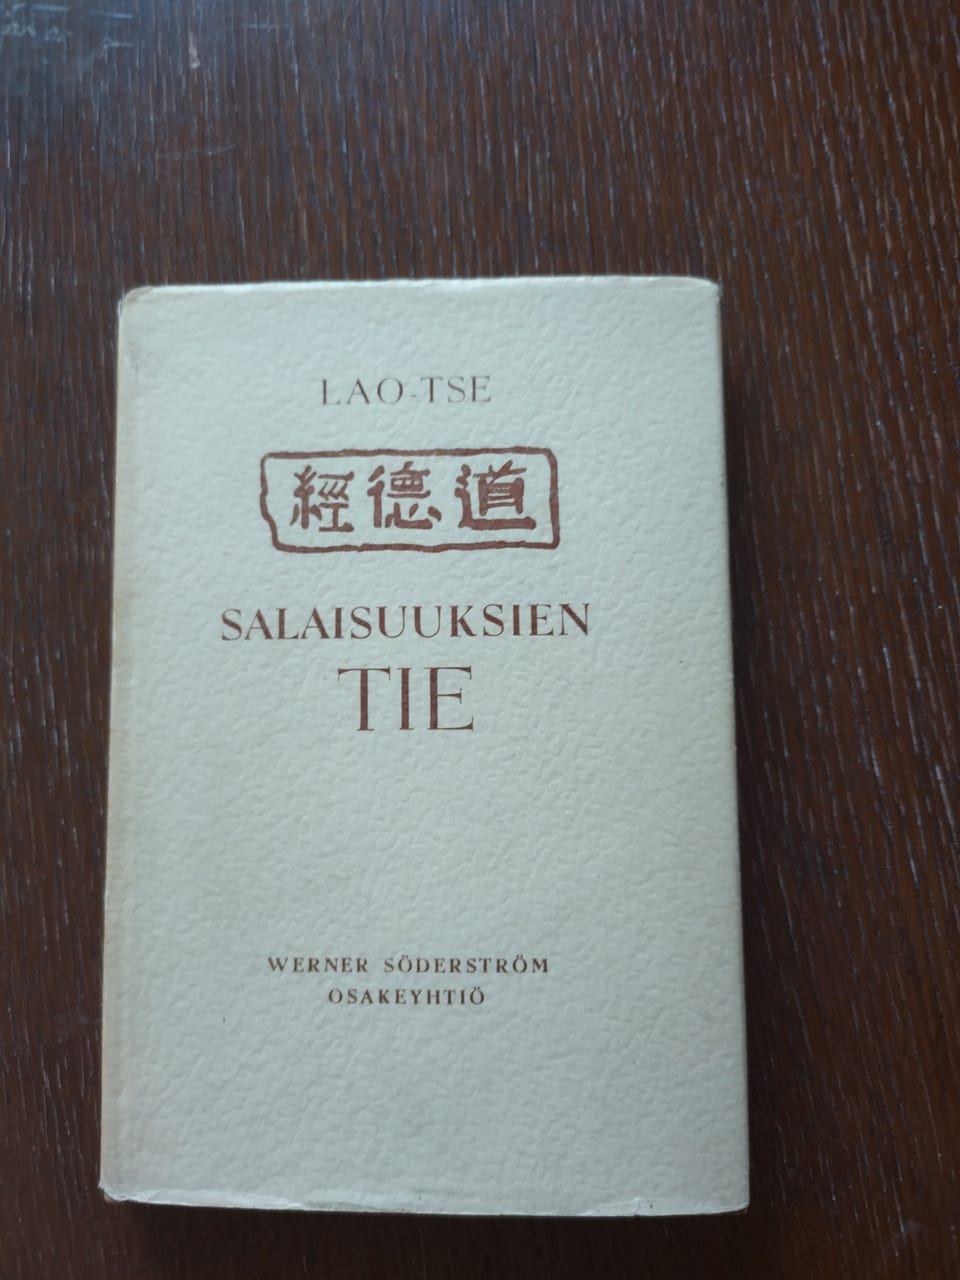 LAO-TSE
經德道
SALAISUUKSIEN
TIE
WERNER SÖDERSTRÖM
OSAKEYHTIÖ